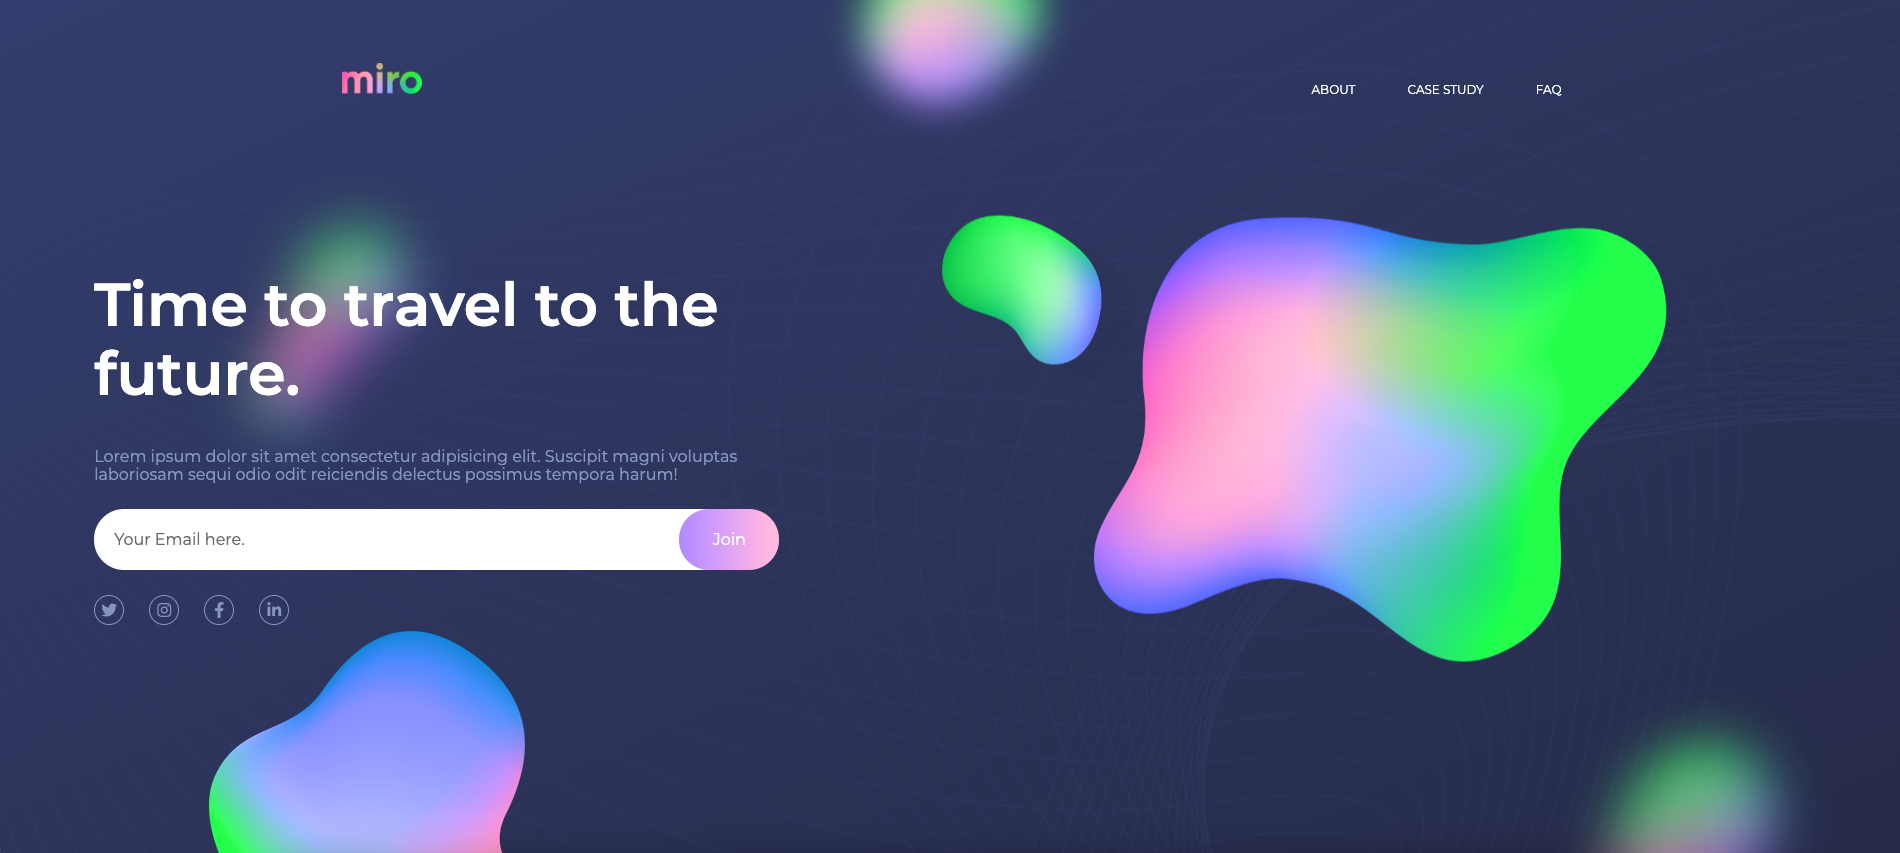 miro
ABOUT CASE STUDY FAQ
Time to travel to the
future.
Lorem ipsum dolor sit amet consectetur adipisicing elit. Suscipit magni voluptas
laboriosam sequi odio odit reiciendis delectus possimus tempora harum!
Your Email here. Join